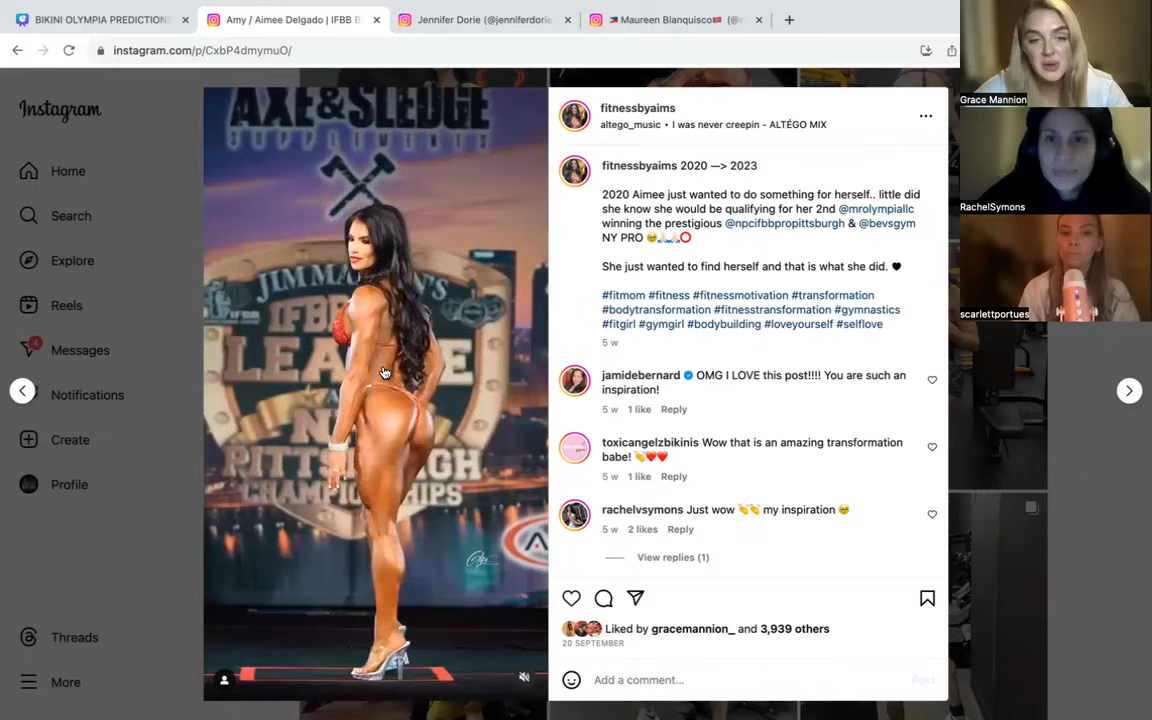 BIKINI OLYMPIA PREDICTION
Amy / Aimee Delgado | IFBB B
Jennifer Dorie (@jenniferdorie
Maureen Blanquisco
instagram.com/p/CxbP4dmymuO/
Instagram
Home
Search
Explore
Reels
4
Messages
Notifications
Create
Profile
Threads
More
AXE&SLEDGE
SUPPLEMENTS
JIM MA
IFBB
LEA
PITTS GH
CHAMPIONSHIPS
fitnessbyaims
altego_music • I was never creepin - ALTÉGO MIX
fitnessbyaims 2020 —> 2023
2020 Aimee just wanted to do something for herself.. little did
she know she would be qualifying for her 2nd @mrolympiallc
winning the prestigious @npcifbbpropittsburgh & @bevsgym
NY PRO 🥹🙏🏻🙏🏻⭕
She just wanted to find herself and that is what she did. 🖤
#fitmom #fitness #fitnessmotivation #transformation
#bodytransformation #fitnesstransformation #gymnastics
#fitgirl #gymgirl #bodybuilding #loveyourself #selflove
5 w
jamidebernard OMG I LOVE this post!!!! You are such an
inspiration!
5 w 1 like Reply
toxicangelzbikinis Wow that is an amazing transformation
babe! 👏❤️❤️
5 w 1 like Reply
rachelvsymons Just wow 👏👏 my inspiration 🥹
5 w 2 likes Reply
View replies (1)
Liked by gracemannion_ and 3,939 others
20 SEPTEMBER
Add a comment...
Post
Grace Mannion
RachelSymons
scarlettportues